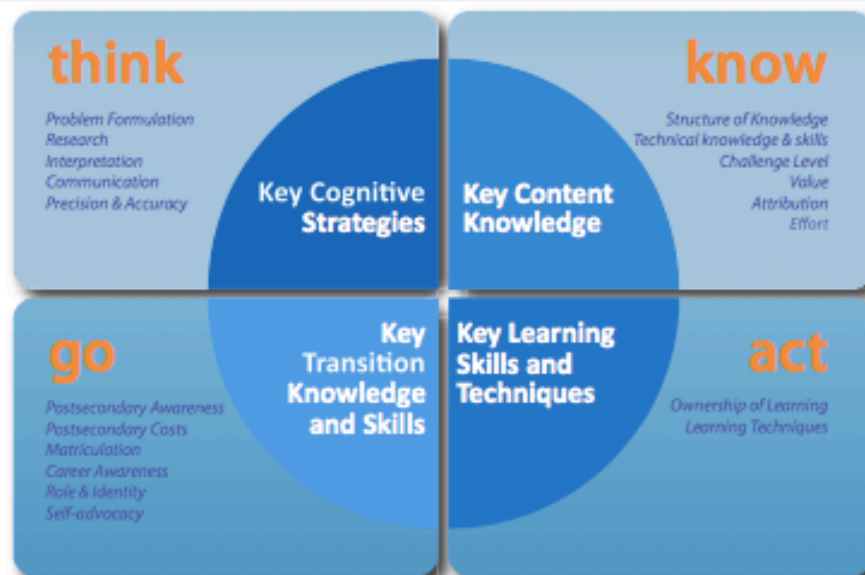 think
Problem Formulation
Research
Interpretation
Communication
Precision & Accuracy
Key Cognitive
Strategies
know
Structure of Knowledge
Technical knowledge & skills
Challenge Level
Value
Attribution
Effort
Key Content
Knowledge
go
Postsecondary Awareness
Postsecondary Costs
Matriculation
Career Awareness
Role & Identity
Self-advocacy
Key
Transition
Knowledge
and Skills
act
Ownership of Learning
Learning Techniques
Key Learning
Skills and
Techniques